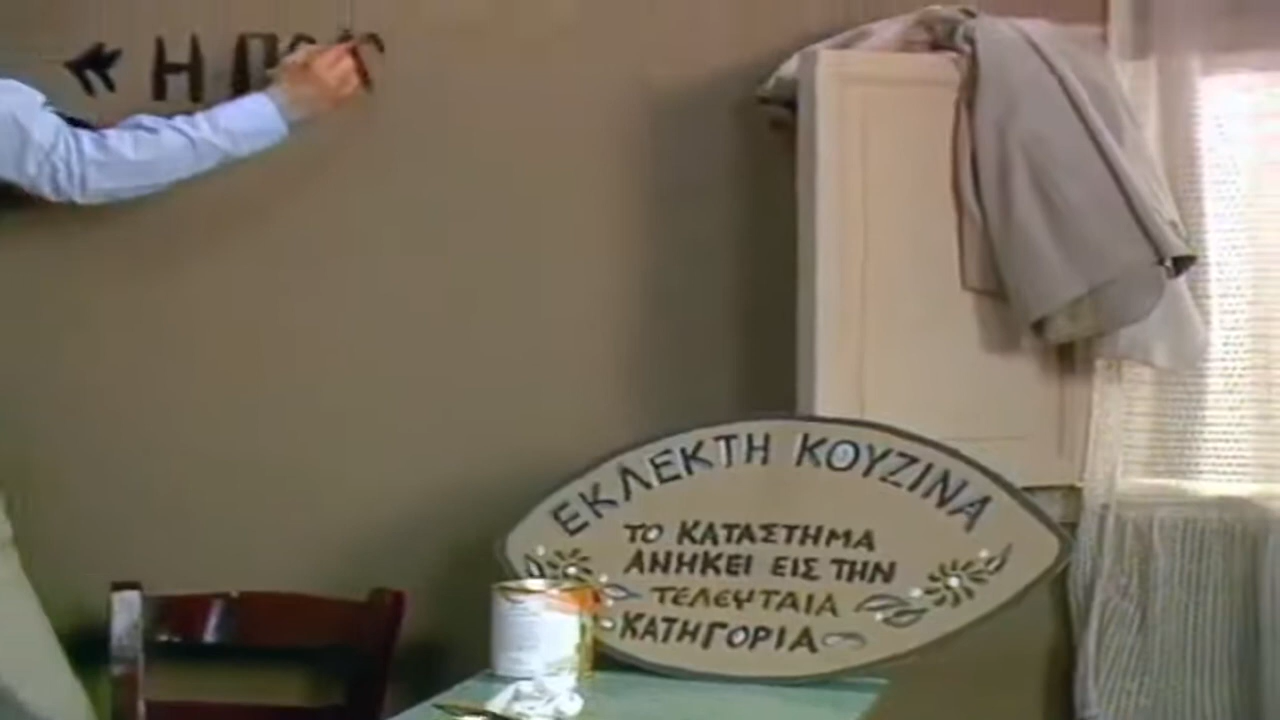 Η
ΕΚΛΕΚΤΗ ΚΟΥΖΙΝΑ
ΤΟ ΚΑΤΑΣΤΗΜΑ
ΑΝΗΚΕΙ ΕΙΣ ΤΗΝ
ΤΕΛΕΥΤΑΙΑ
ΚΑΤΗΓΟΡΙΑ